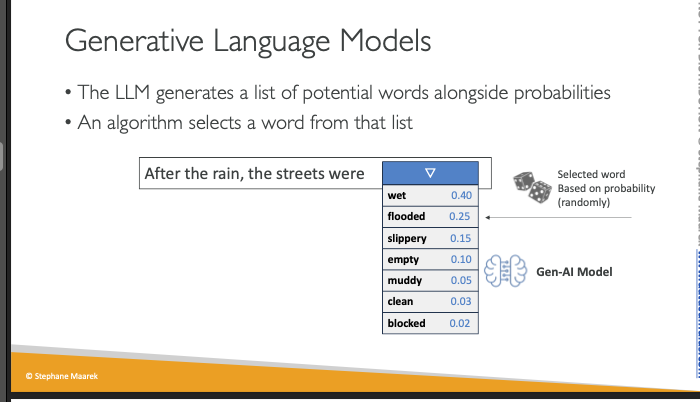 Generative Language Models
• The LLM generates a list of potential words alongside probabilities
• An algorithm selects a word from that list
After the rain, the streets were
wet 0.40
flooded 0.25
slippery 0.15
empty 0.10
muddy 0.05
clean 0.03
blocked 0.02
Selected word
Based on probability
(randomly)
Gen-AI Model
© Stephane Maarek